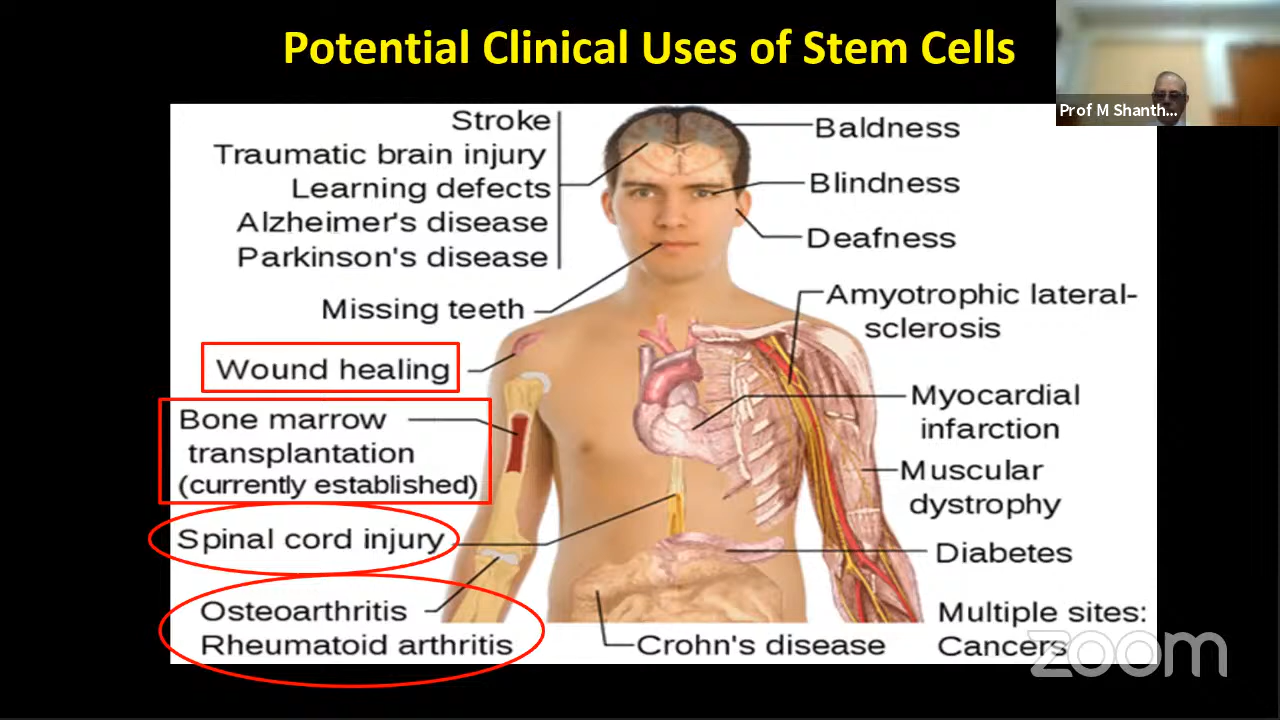 Potential Clinical Uses of Stem Cells
Prof M Shanth...
Stroke
Traumatic brain injury
Learning defects
Alzheimer's disease
Parkinson's disease
Missing teeth
Wound healing
Bone marrow
transplantation
(currently established)
Spinal cord injury
Osteoarthritis
Rheumatoid arthritis
Baldness
Blindness
Deafness
Amyotrophic lateral-
sclerosis
Myocardial
infarction
Muscular
dystrophy
Diabetes
Crohn's disease
Multiple sites:
Cancers
zoom